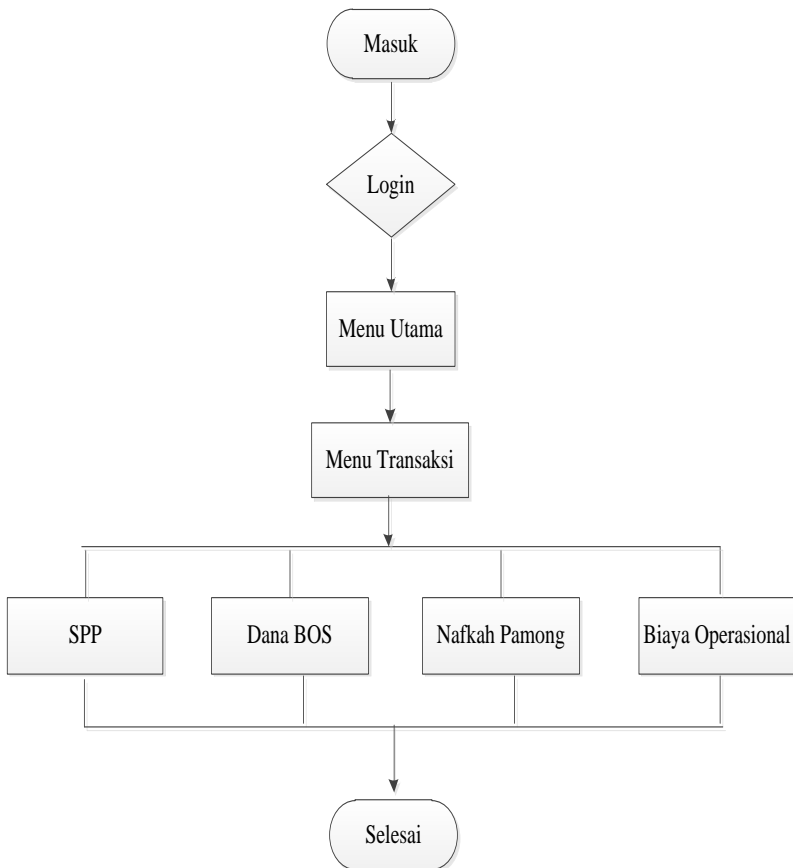 Masuk
Login
Menu Utama
Menu Transaksi
SPP
Dana BOS
Nafkah Pamong
Biaya Operasional
Selesai